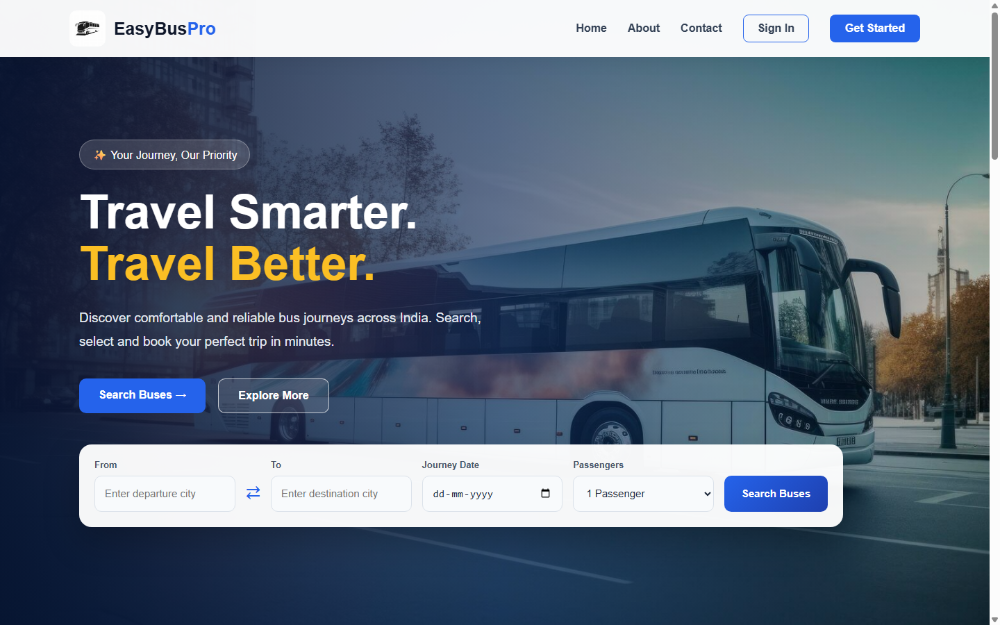 EasyBusPro
Home
About
Contact
Sign In
Get Started
✨ Your Journey, Our Priority
Travel Smarter.
Travel Better.
Discover comfortable and reliable bus journeys across India. Search,
select and book your perfect trip in minutes.
Search Buses →
Explore More
From
To
Journey Date
Passengers
Enter departure city
Enter destination city
dd-mm-yyyy
1 Passenger
Search Buses